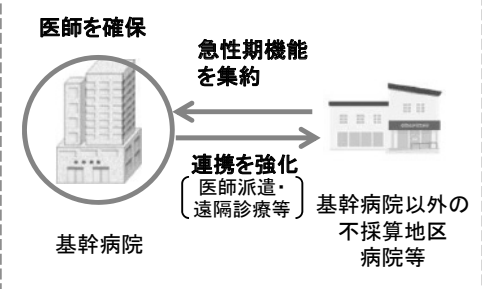 医師を確保
急性期機能
を集約
連携を強化
医師派遣・
遠隔診療等
基幹病院
基幹病院以外の
不採算地区
病院等